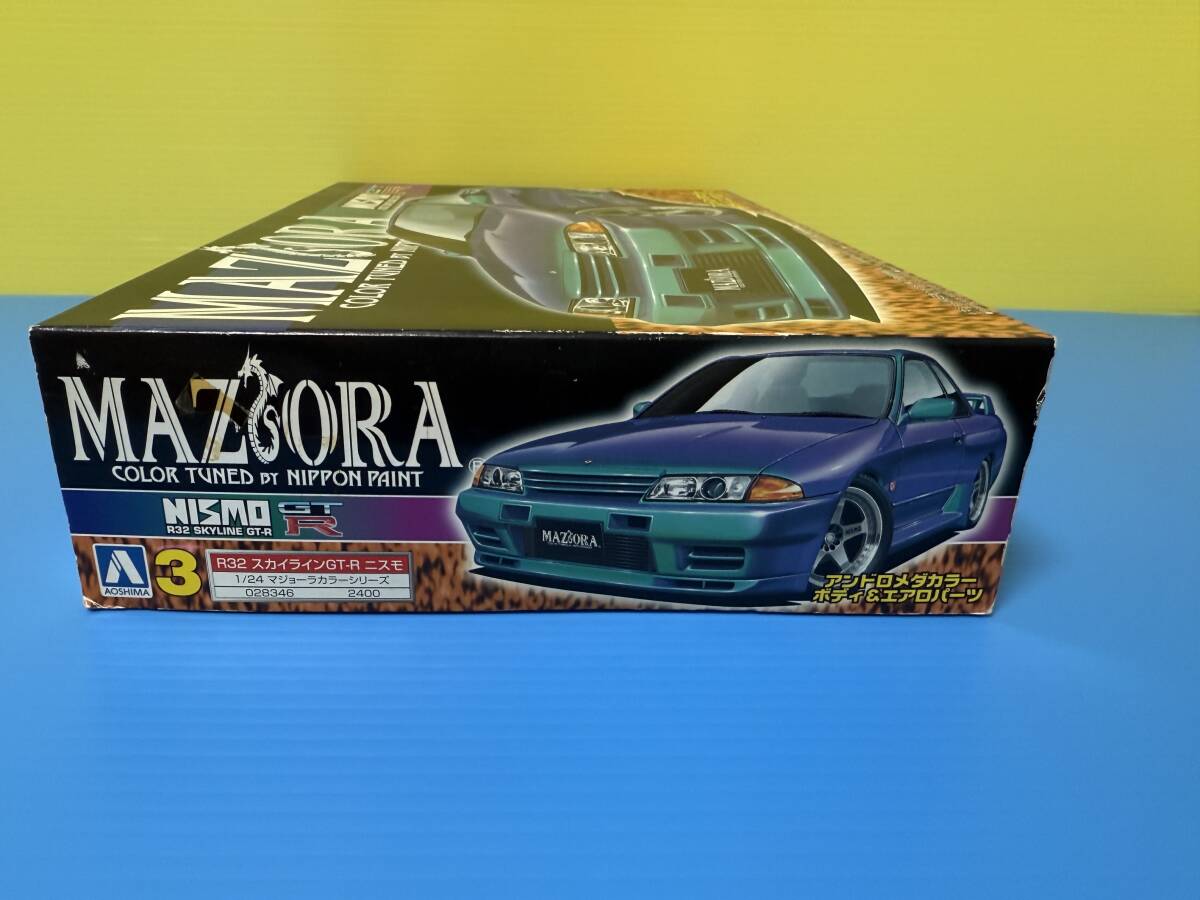 MAZIORA
COLOR TUNED BY NIPPON PAINT
MAZIORA
MAZIORA
COLOR TUNED BY NIPPON PAINT
NISMO GT R
R32 SKYLINE GT-R
MAZIORA
AOSHIMA
3
R32 スカイラインGT-R ニスモ
1/24 マジョーラカラーシリーズ
028346 2400
アンドロメダカラー
ボディ&エアロパーツ